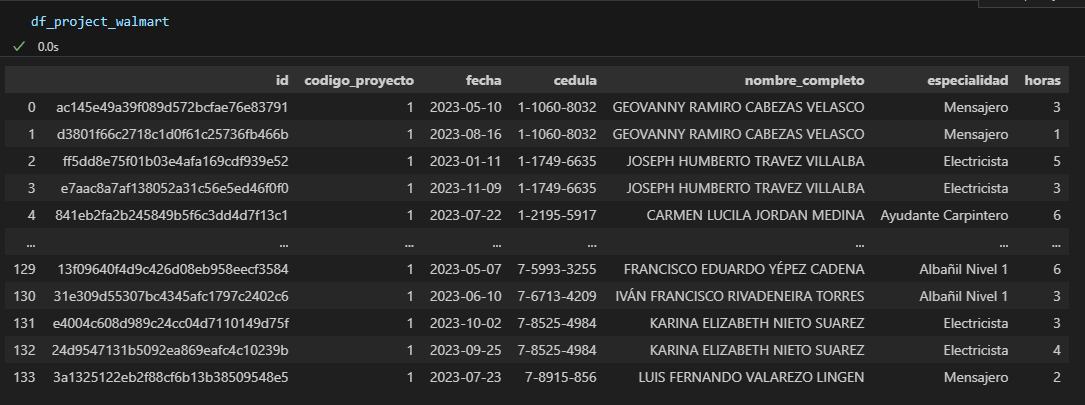 df_project_walmart
0.0s
id codigo_proyecto fecha cedula nombre_completo especialidad horas
0 ac145e49a39f089d572bcfae76e83791 1 2023-05-10 1-1060-8032 GEOVANNY RAMIRO CABEZAS VELASCO Mensajero 3
1 d3801f66c2718c1d0f61c25736fb466b 1 2023-08-16 1-1060-8032 GEOVANNY RAMIRO CABEZAS VELASCO Mensajero 1
2 ff5dd8e75f01b03e4afa169cdf939e52 1 2023-01-11 1-1749-6635 JOSEPH HUMBERTO TRAVEZ VILLALBA Electricista 5
3 e7aac8a7af138052a31c56e5ed46f0f0 1 2023-11-09 1-1749-6635 JOSEPH HUMBERTO TRAVEZ VILLALBA Electricista 3
4 841eb2fa2b245849b5f6c3dd4d7f13c1 1 2023-07-22 1-2195-5917 CARMEN LUCILA JORDAN MEDINA Ayudante Carpintero 6
... ... ... ... ... ... ... ...
129 13f09640f4d9c426d08eb958eecf3584 1 2023-05-07 7-5993-3255 FRANCISCO EDUARDO YÉPEZ CADENA Albañil Nivel 1 6
130 31e309d55307bc4345afc1797c2402c6 1 2023-06-10 7-6713-4209 IVÁN FRANCISCO RIVADENEIRA TORRES Albañil Nivel 1 3
131 e4004c608d989c24cc04d7110149d75f 1 2023-10-02 7-8525-4984 KARINA ELIZABETH NIETO SUAREZ Electricista 3
132 24d9547131b5092ea869eafc4c10239b 1 2023-09-25 7-8525-4984 KARINA ELIZABETH NIETO SUAREZ Electricista 4
133 3a1325122eb2f88cf6b13b38509548e5 1 2023-07-23 7-8915-856 LUIS FERNANDO VALAREZO LINGEN Mensajero 2